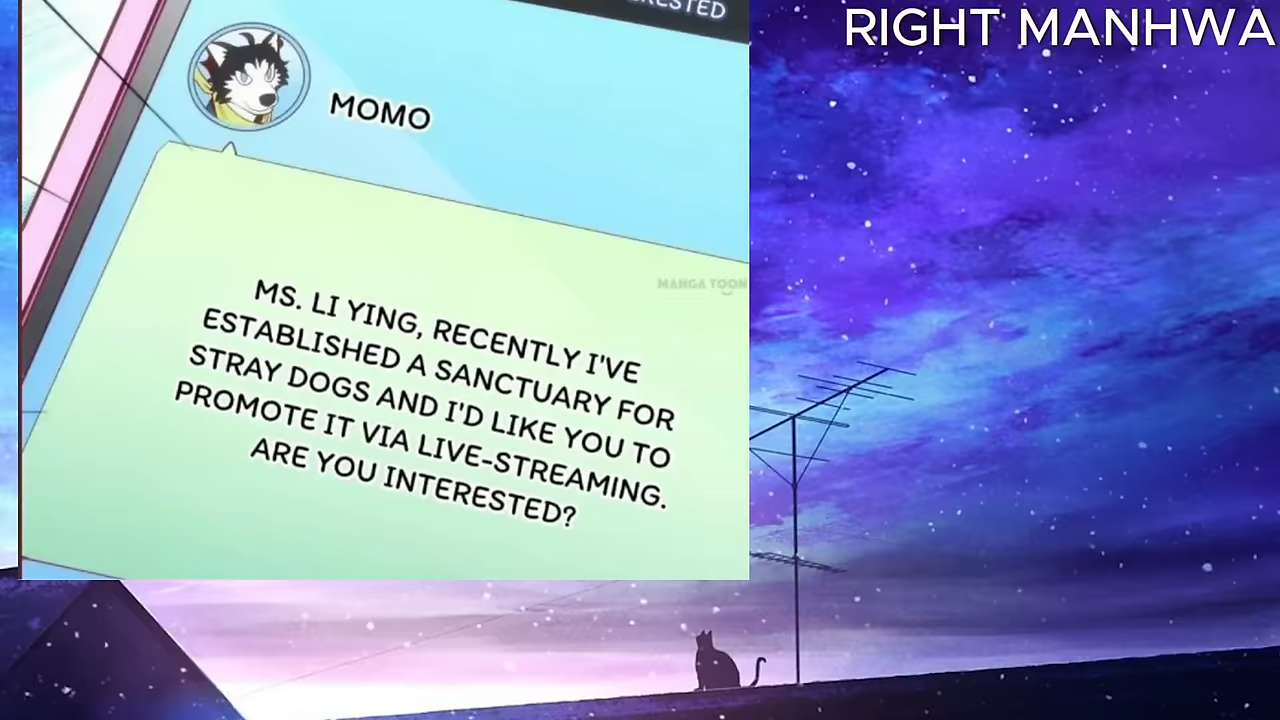 RIGHT MANHWA
MOMO
MANGA TOON
MS. LI YING, RECENTLY I'VE
ESTABLISHED A SANCTUARY FOR
STRAY DOGS AND I'D LIKE YOU TO
PROMOTE IT VIA LIVE-STREAMING.
ARE YOU INTERESTED?